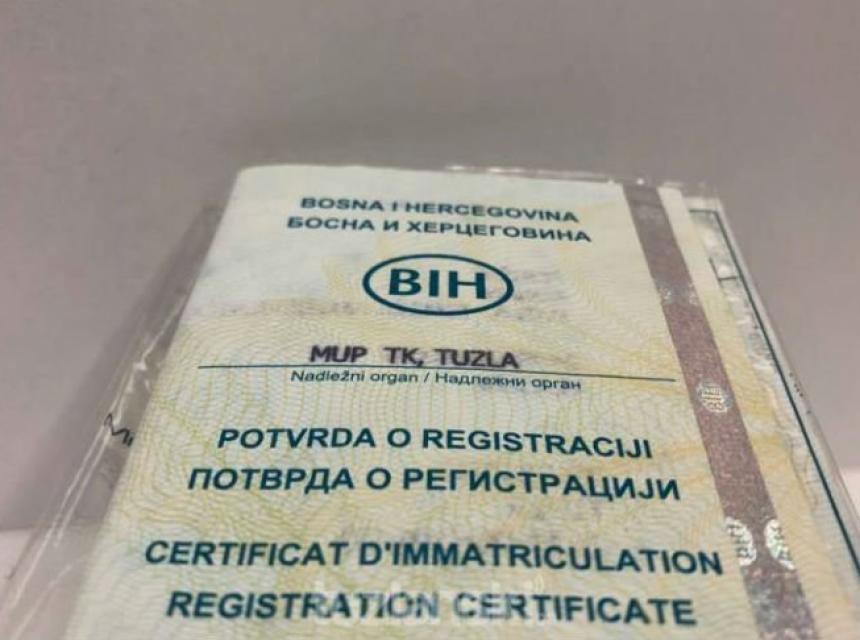 BOSNA I HERCEGOVINA
БОСНА И ХЕРЦЕГОВИНА
BIH
MUP TK, TUZLA
Nadležni organ / Надлежни орган
POTVRDA O REGISTRACIJI
ПОТВРДА О РЕГИСТРАЦИЈИ
CERTIFICAT D'IMMATRICULATION
REGISTRATION CERTIFICATE
BIH